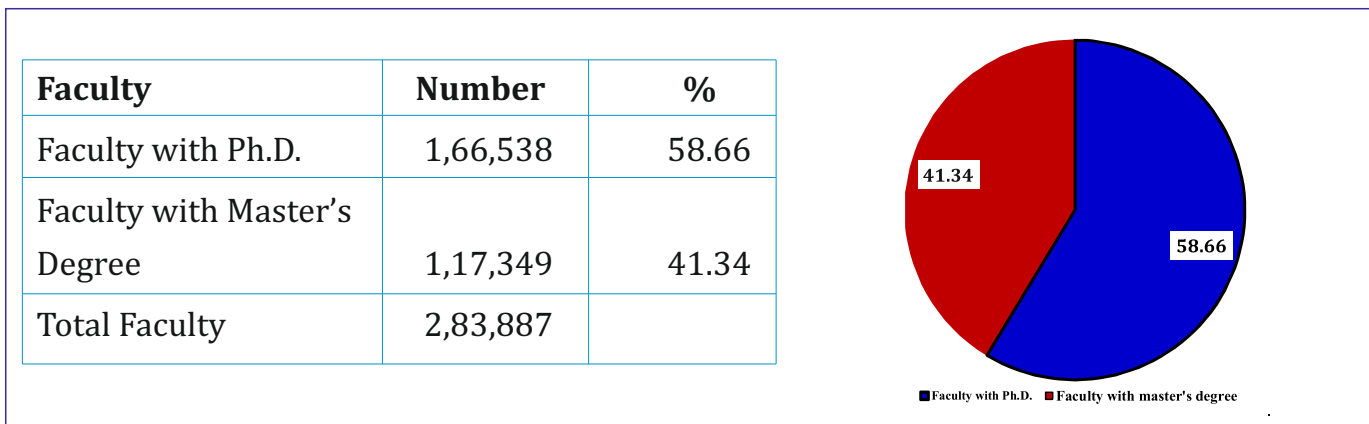 Faculty Number %
Faculty with Ph.D. 1,66,538 58.66
Faculty with Master’s
Degree 1,17,349 41.34
Total Faculty 2,83,887
41.34
58.66
Faculty with Ph.D. Faculty with master's degree